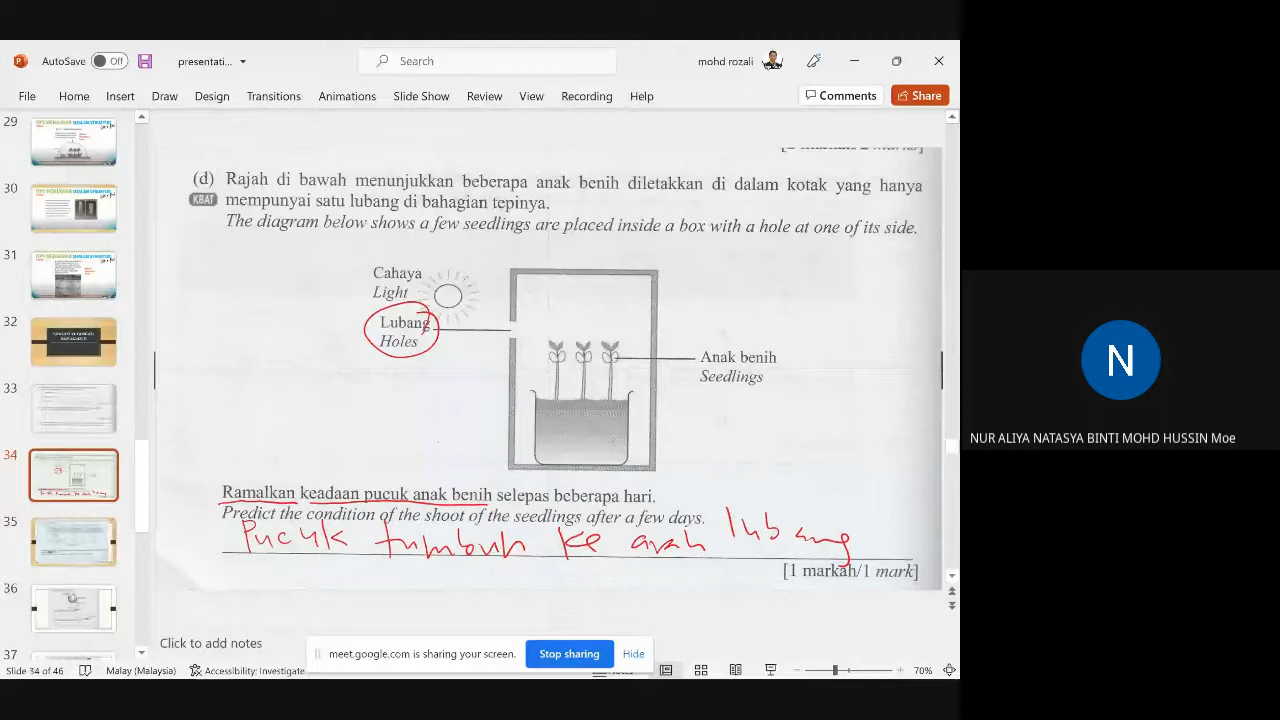 AutoSave Off presentati... Search mohd rozali
File Home Insert Draw Design Transitions Animations Slide Show Review View Recording Help Comments Share
29
30
31
32
33
34
35
36
37
(d) Rajah di bawah menunjukkan beberapa anak benih diletakkan di dalam kotak yang hanya
KBAT mempunyai satu lubang di bahagian tepinya.
The diagram below shows a few seedlings are placed inside a box with a hole at one of its side.
Cahaya
Light
Lubang
Holes
Anak benih
Seedlings
Ramalkan keadaan pucuk anak benih selepas beberapa hari.
Predict the condition of the shoot of the seedlings after a few days.
Pucuk tumbuh ke arah lubang
[1 markah/1 mark]
Click to add notes
meet.google.com is sharing your screen. Stop sharing Hide
Slide 34 of 46 Malay (Malaysia) Accessibility: Investigate 70%
N
NUR ALIYA NATASYA BINTI MOHD HUSSIN Moe